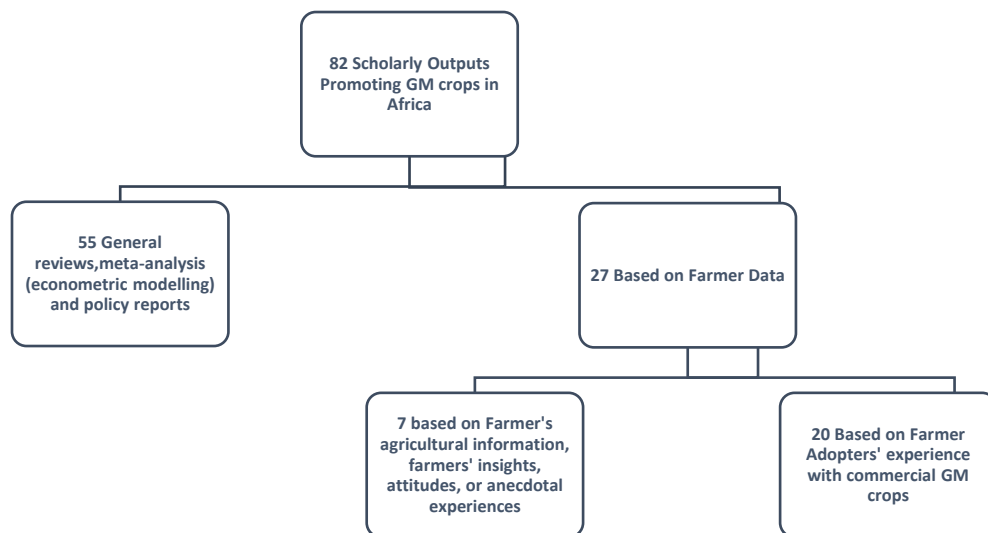 82 Scholarly Outputs
Promoting GM crops in
Africa
55 General
reviews,meta-analysis
(econometric modelling)
and policy reports
27 Based on Farmer Data
7 based on Farmer's
agricultural information,
farmers' insights,
attitudes, or anecdotal
experiences
20 Based on Farmer
Adopters' experience
with commercial GM
crops